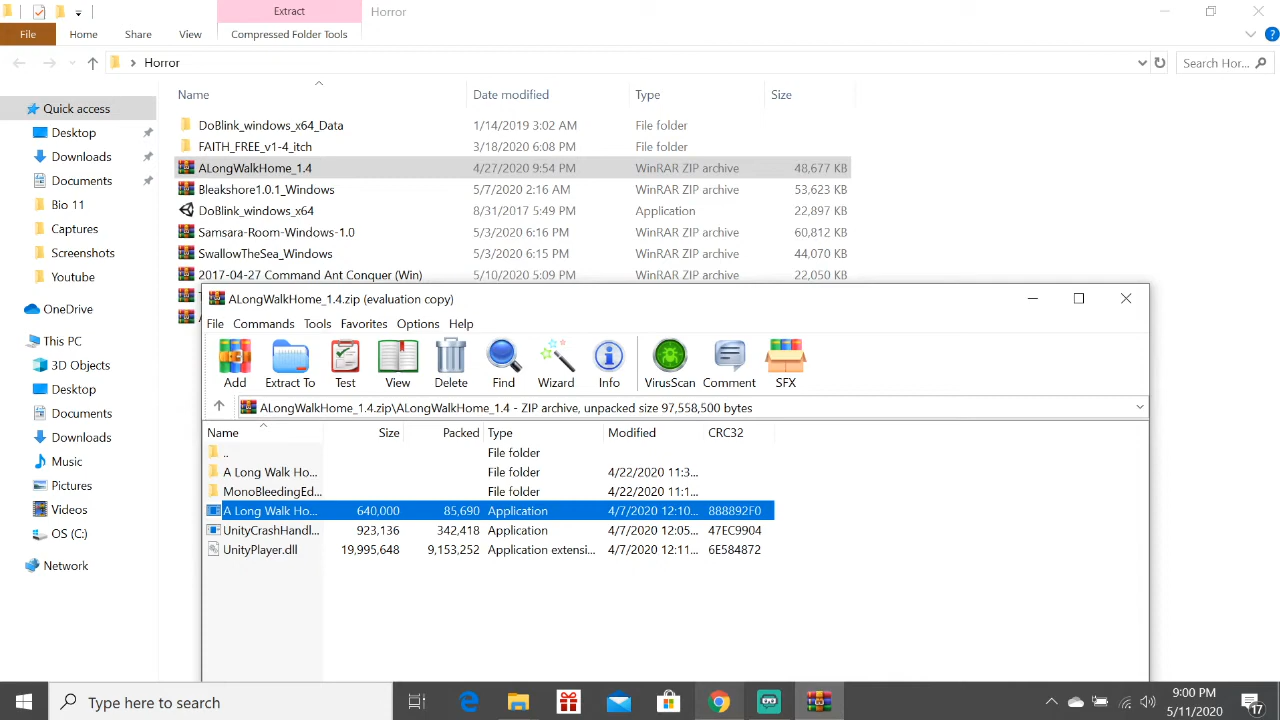 Extract
Horror
File
Home
Share
View
Compressed Folder Tools
Horror
Search Hor...
Name
Date modified
Type
Size
Quick access
Desktop
Downloads
Documents
Bio 11
Captures
Screenshots
Youtube
OneDrive
This PC
3D Objects
Desktop
Documents
Downloads
Music
Pictures
Videos
OS (C:)
Network
DoBlink_windows_x64_Data 1/14/2019 3:02 AM File folder
FAITH_FREE_v1-4_itch 3/18/2020 6:08 PM File folder
ALongWalkHome_1.4 4/27/2020 9:54 PM WinRAR ZIP archive 48,677 KB
Bleakshore1.0.1_Windows 5/7/2020 2:16 AM WinRAR ZIP archive 53,623 KB
DoBlink_windows_x64 8/31/2017 5:49 PM Application 22,897 KB
Samsara-Room-Windows-1.0 5/3/2020 6:16 PM WinRAR ZIP archive 60,812 KB
SwallowTheSea_Windows 5/3/2020 6:15 PM WinRAR ZIP archive 44,070 KB
2017-04-27 Command Ant Conquer (Win) 5/10/2020 5:09 PM WinRAR ZIP archive 22,050 KB
ALongWalkHome_1.4.zip (evaluation copy)
File Commands Tools Favorites Options Help
Add Extract To Test View Delete Find Wizard Info VirusScan Comment SFX
ALongWalkHome_1.4.zip\ALongWalkHome_1.4 - ZIP archive, unpacked size 97,558,500 bytes
Name Size Packed Type Modified CRC32
.. File folder
A Long Walk Ho... File folder 4/22/2020 11:3...
MonoBleedingEd... File folder 4/22/2020 11:1...
A Long Walk Ho... 640,000 85,690 Application 4/7/2020 12:10... 888892F0
UnityCrashHandl... 923,136 342,418 Application 4/7/2020 12:05... 47EC9904
UnityPlayer.dll 19,995,648 9,153,252 Application extensi... 4/7/2020 12:11... 6E584872
Type here to search
9:00 PM
5/11/2020
17